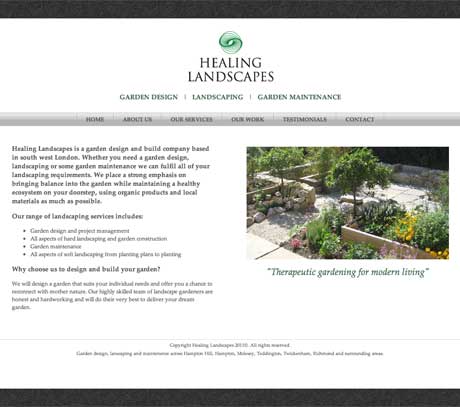 HEALING
LANDSCAPES
GARDEN DESIGN | LANDSCAPING | GARDEN MAINTENANCE
HOME ABOUT US OUR SERVICES OUR WORK TESTIMONIALS CONTACT
Healing Landscapes is a garden design and build company based
in south west London. Whether you need a garden design,
landscaping or some garden maintenance we can fulfil all of your
landscaping requirements. We place a strong emphasis on
bringing balance into the garden while maintaining a healthy
ecosystem on your doorstep, using organic products and local
materials as much as possible.
Our range of landscaping services includes:
• Garden design and project management
• All aspects of hard landscaping and garden construction
• Garden maintenance
• All aspects of soft landscaping from planting plans to planting
Why choose us to design and build your garden?
We will design a garden that suits your individual needs and offer you a chance to
reconnect with mother nature. Our highly skilled team of landscape gardeners are
honest and hardworking and will do their very best to deliver your dream
garden.
"Therapeutic gardening for modern living"
Copyright Healing Landscapes All rights reserved.
Garden design, and maintenance across Hampton Hill, Hampton, Molesey, Teddington, Twickenham, Richmond and surrounding areas.